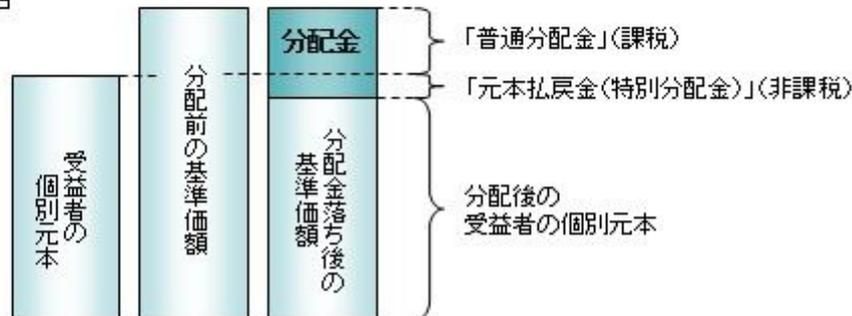 受益者の
個別元本
分配前の基準価額
分配金
分配金落ち後の
基準価額
「普通分配金」(課税)
「元本払戻金(特別分配金)」(非課税)
分配後の
受益者の個別元本